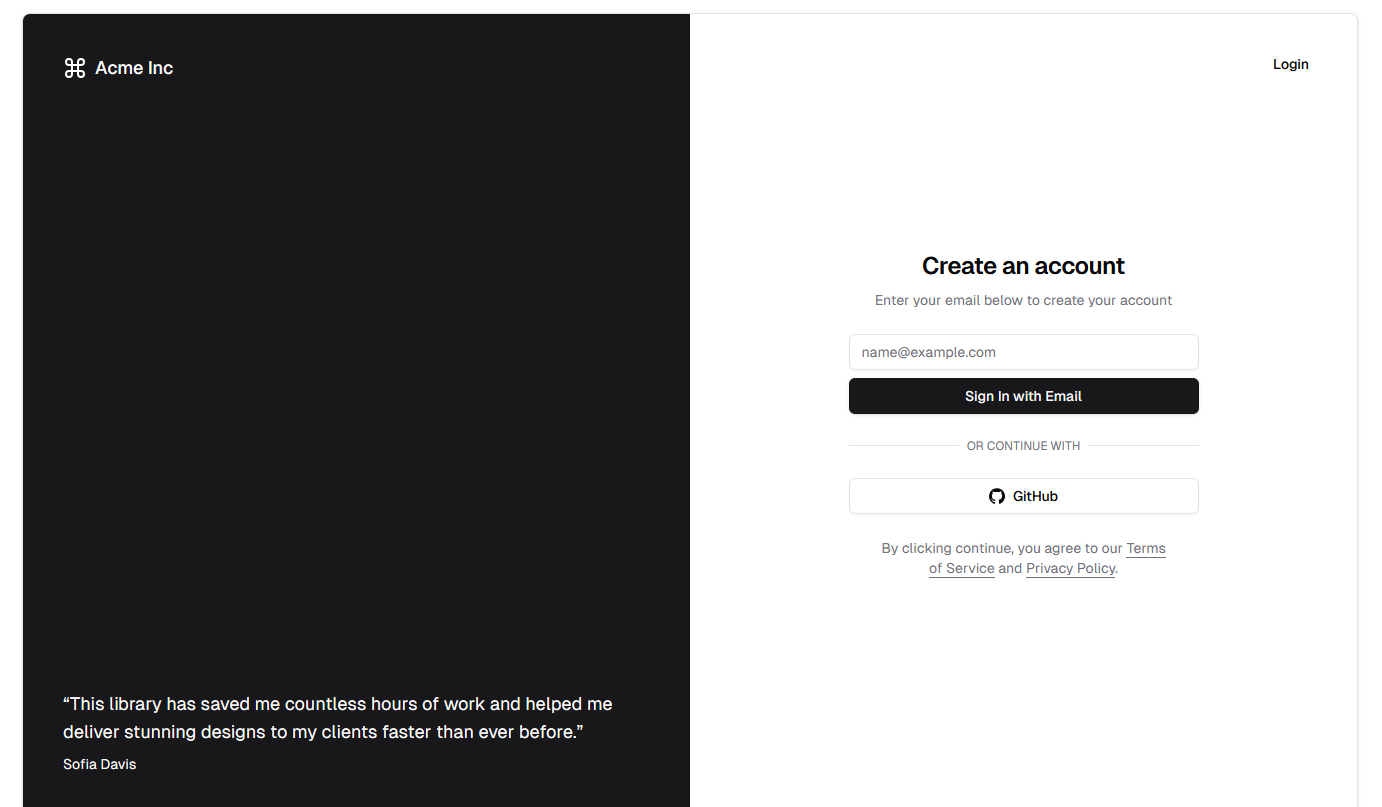 Acme Inc
Login
Create an account
Enter your email below to create your account
name@example.com
Sign In with Email
OR CONTINUE WITH
GitHub
By clicking continue, you agree to our Terms
of Service and Privacy Policy.
“This library has saved me countless hours of work and helped me
deliver stunning designs to my clients faster than ever before.”
Sofia Davis